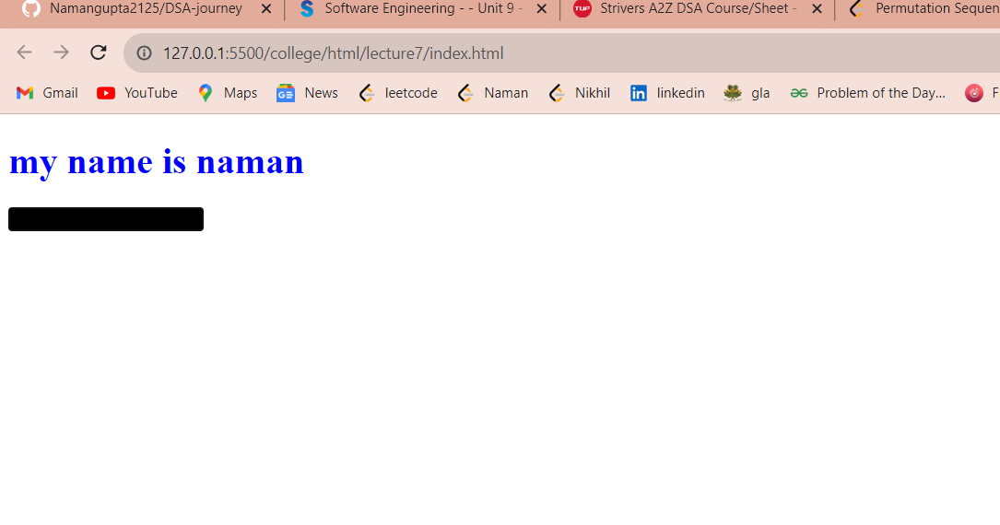 Namangupta2125/DSA-journey Software Engineering - - Unit 9 - Strivers A2Z DSA Course/Sheet - Permutation Sequen
127.0.0.1:5500/college/html/lecture7/index.html
Gmail YouTube Maps News leetcode Naman Nikhil linkedin gla Problem of the Day... F
my name is naman